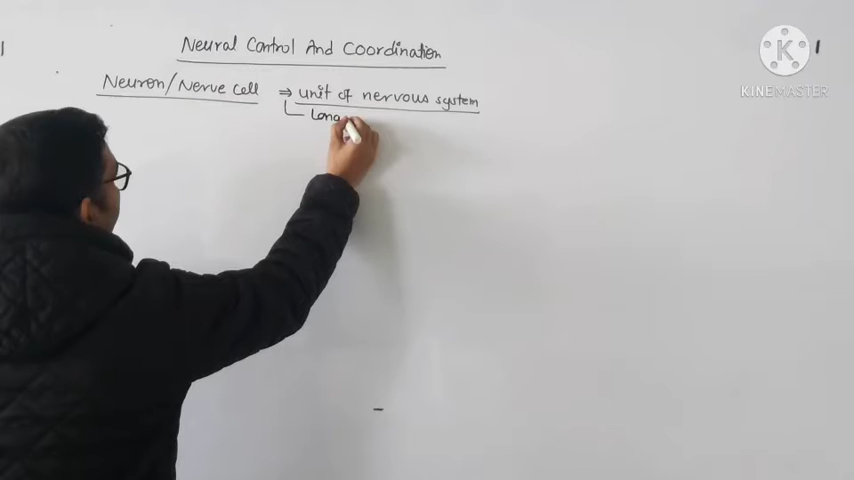 Neural Control And Coordination
Neuron/Nerve Cell ⇒ unit of nervous system
Long
K
KINEMASTER